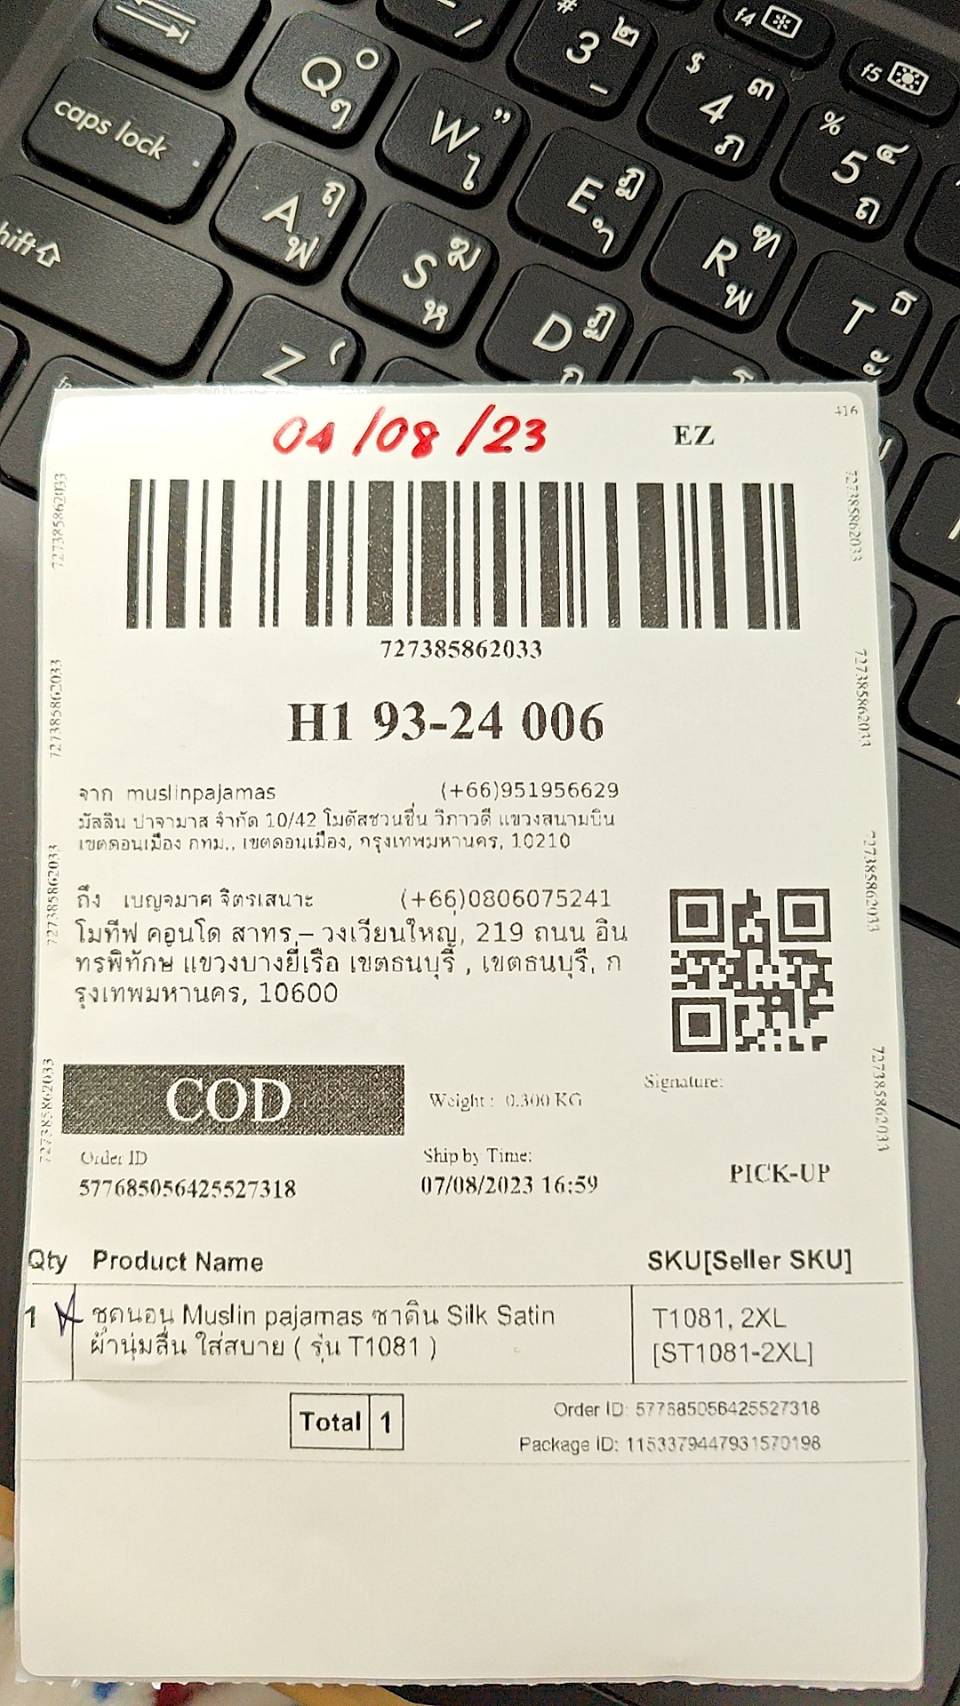 caps lock
Q ๐ ๆ
W " ไ
# 3 ๒ _
$ 4 ๓ ภ
% 5 ๔ ถ
f4
f5
shift
A ฤ ฟ
S ฆ ห
E ฎ ำ
D ฏ ก
R ฑ พ
T ธ ะ
Z (
416
04/08/23
EZ
727385862033
H1 93-24 006
จาก muslinpajamas (+66)951956629
มัสลิน ปาจามาส จำกัด 10/42 โมดัสชวนชื่น วิภาวดี แขวงสนามบิน
เขตดอนเมือง กทม., เขตดอนเมือง, กรุงเทพมหานคร, 10210
ถึง เบญจมาศ จิตรเสนาะ (+66)0806075241
โมทีฟ คอนโด สาทร – วงเวียนใหญ่, 219 ถนน อิน
ทรพิทักษ แขวงบางยี่เรือ เขตธนบุรี , เขตธนบุรี, ก
รุงเทพมหานคร, 10600
COD
Weight : 0.300 KG
Signature:
Order ID
577685056425527318
Ship by Time:
07/08/2023 16:59
PICK-UP
727385862033
727385862033
727385862033
727385862033
727385862033
727385862033
727385862033
727385862033
Qty Product Name SKU[Seller SKU]
1 ชุดนอน Muslin pajamas ซาติน Silk Satin T1081, 2XL
ผ้านุ่มลื่น ใส่สบาย ( รุ่น T1081 ) [ST1081-2XL]
Total 1
Order ID: 577685056425527318
Package ID: 1153379447931570198